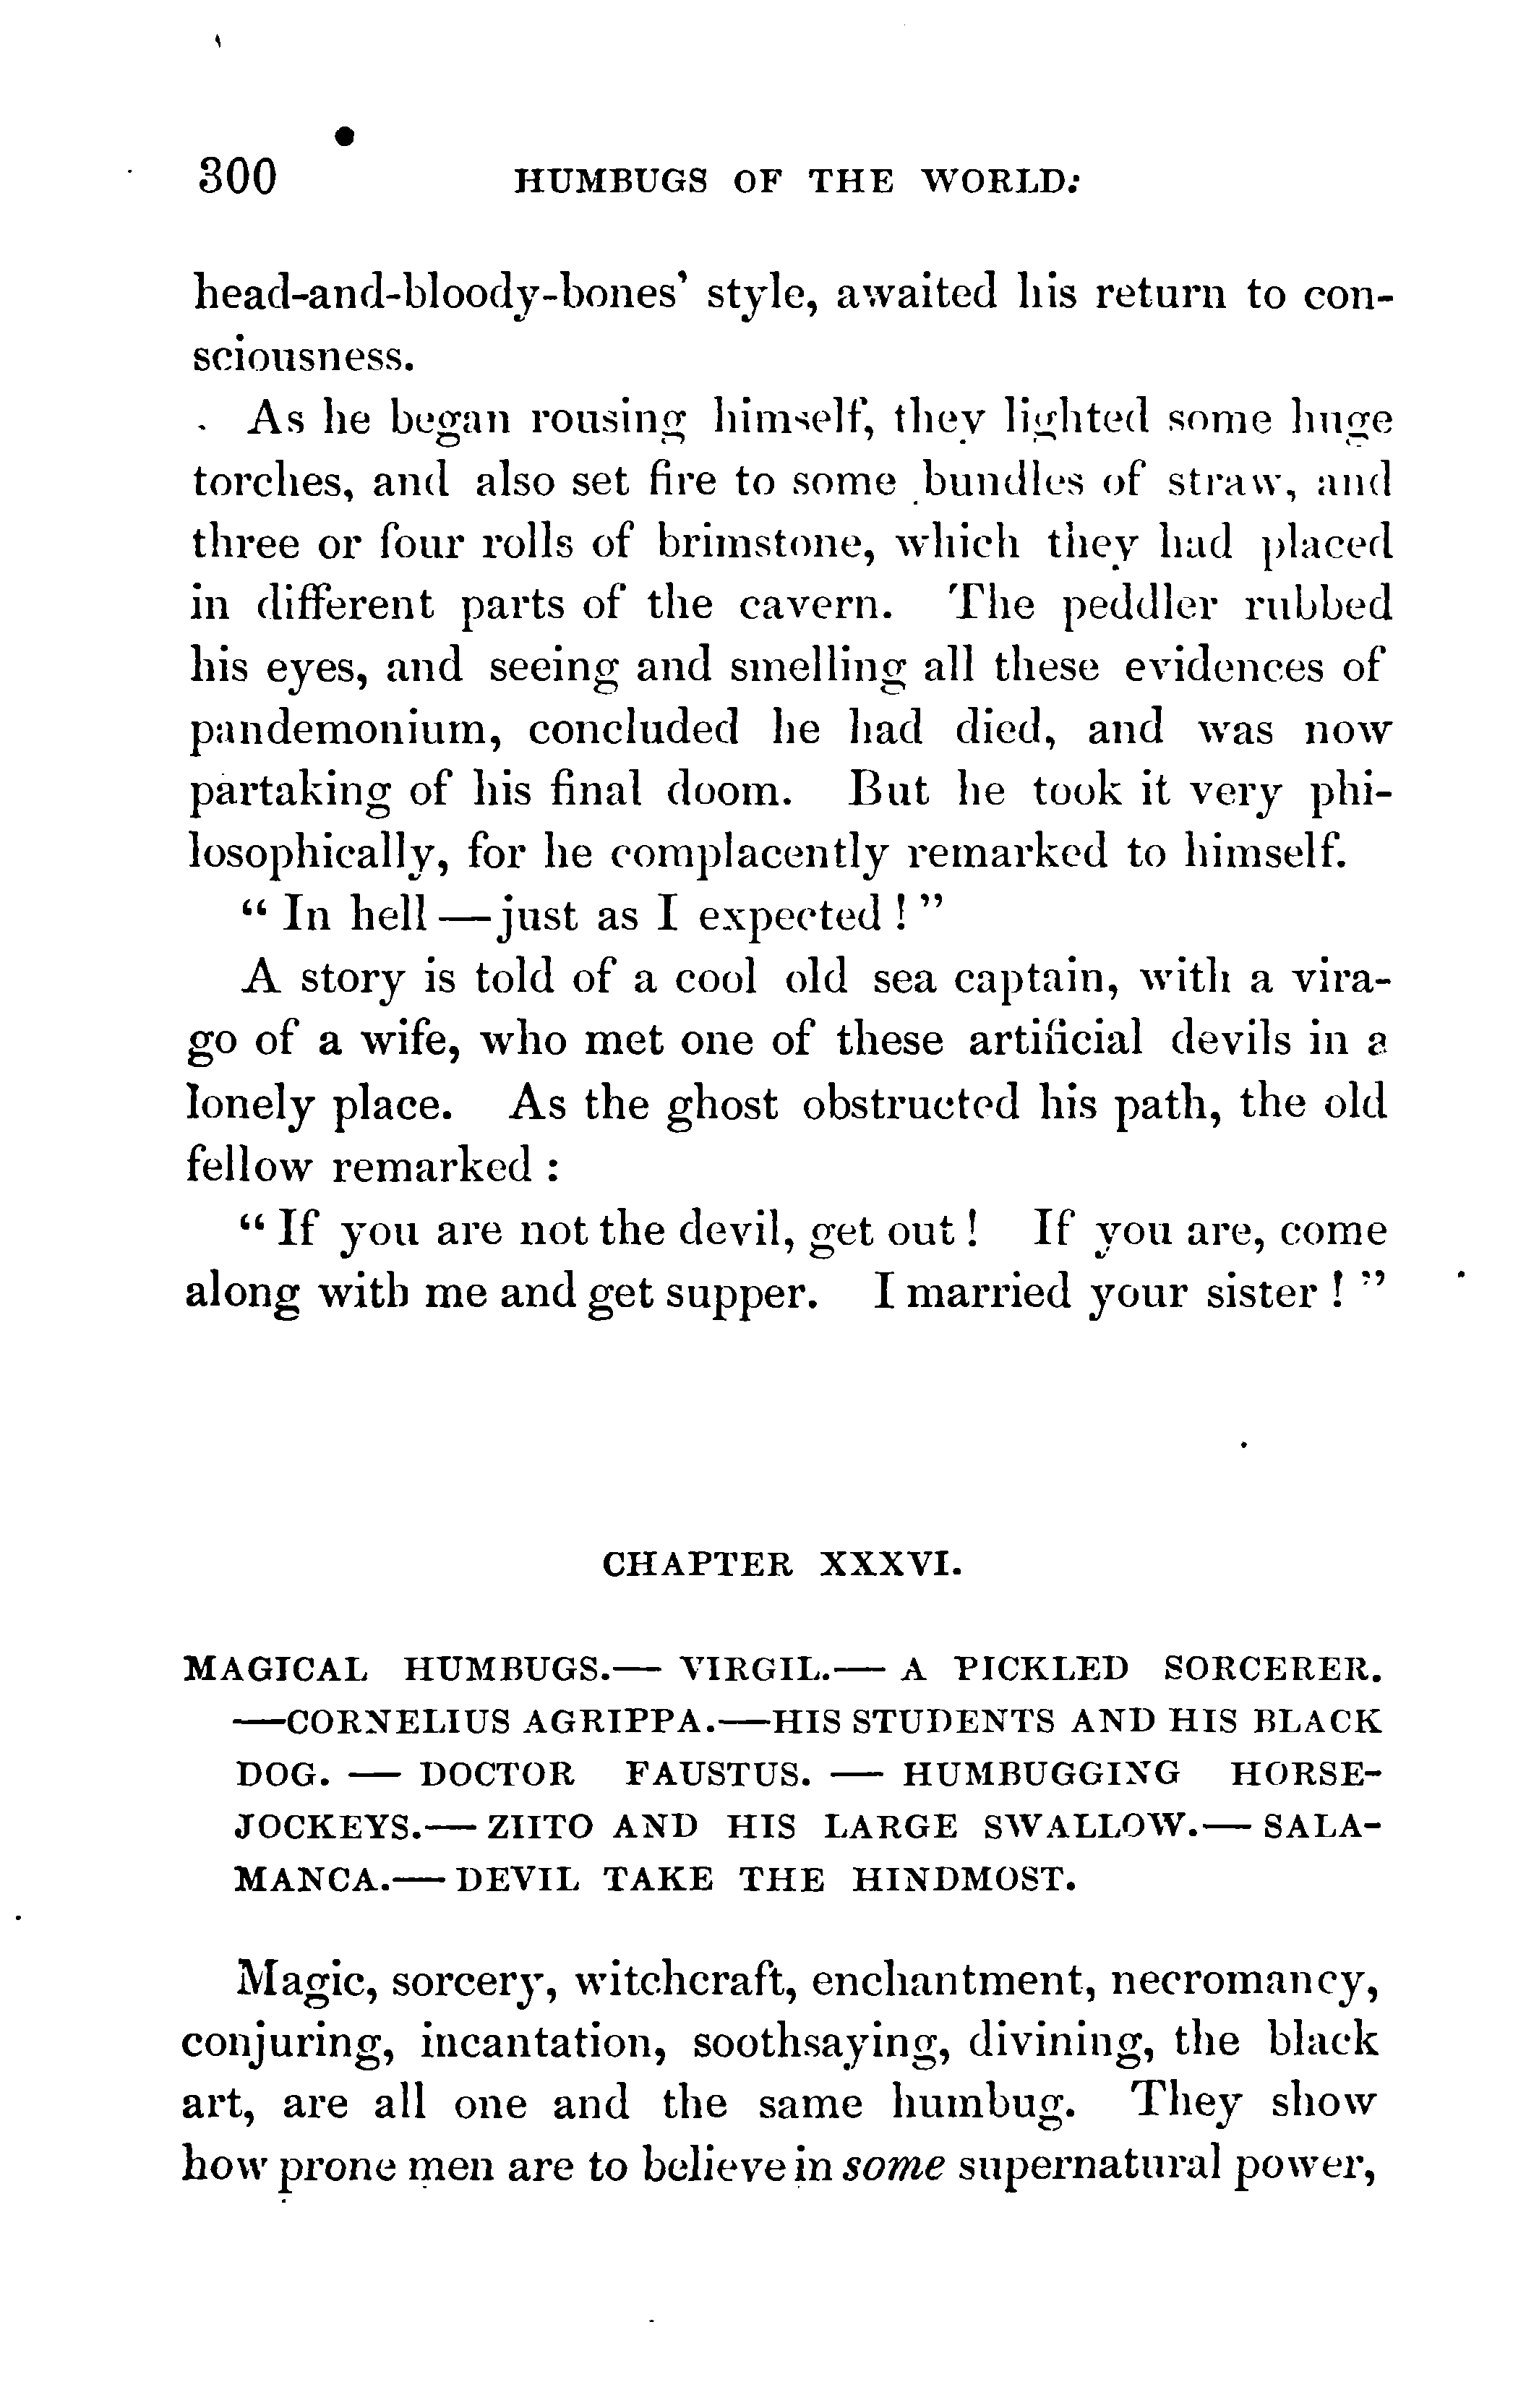 300 HUMBUGS OF THE WORLD.
head-and-bloody-bones' style, awaited his return to con-
sciousness.
As he began rousing himself, they lighted some huge
torches, and also set fire to some bundles of straw, and
three or four rolls of brimstone, which they had placed
in different parts of the cavern. The peddler rubbed
his eyes, and seeing and smelling all these evidences of
pandemonium, concluded he had died, and was now
partaking of his final doom. But he took it very phi-
losophically, for he complacently remarked to himself.
“ In hell — just as I expected ! ”
A story is told of a cool old sea captain, with a vira-
go of a wife, who met one of these artificial devils in a
lonely place. As the ghost obstructed his path, the old
fellow remarked :
“ If you are not the devil, get out ! If you are, come
along with me and get supper. I married your sister ! ”
CHAPTER XXXVI.
MAGICAL HUMBUGS.— VIRGIL.— A PICKLED SORCERER.
—CORNELIUS AGRIPPA.—HIS STUDENTS AND HIS BLACK
DOG. — DOCTOR FAUSTUS. — HUMBUGGING HORSE-
JOCKEYS.— ZIITO AND HIS LARGE SWALLOW.— SALA-
MANCA.— DEVIL TAKE THE HINDMOST.
Magic, sorcery, witchcraft, enchantment, necromancy,
conjuring, incantation, soothsaying, divining, the black
art, are all one and the same humbug. They show
how prone men are to believe in some supernatural power,